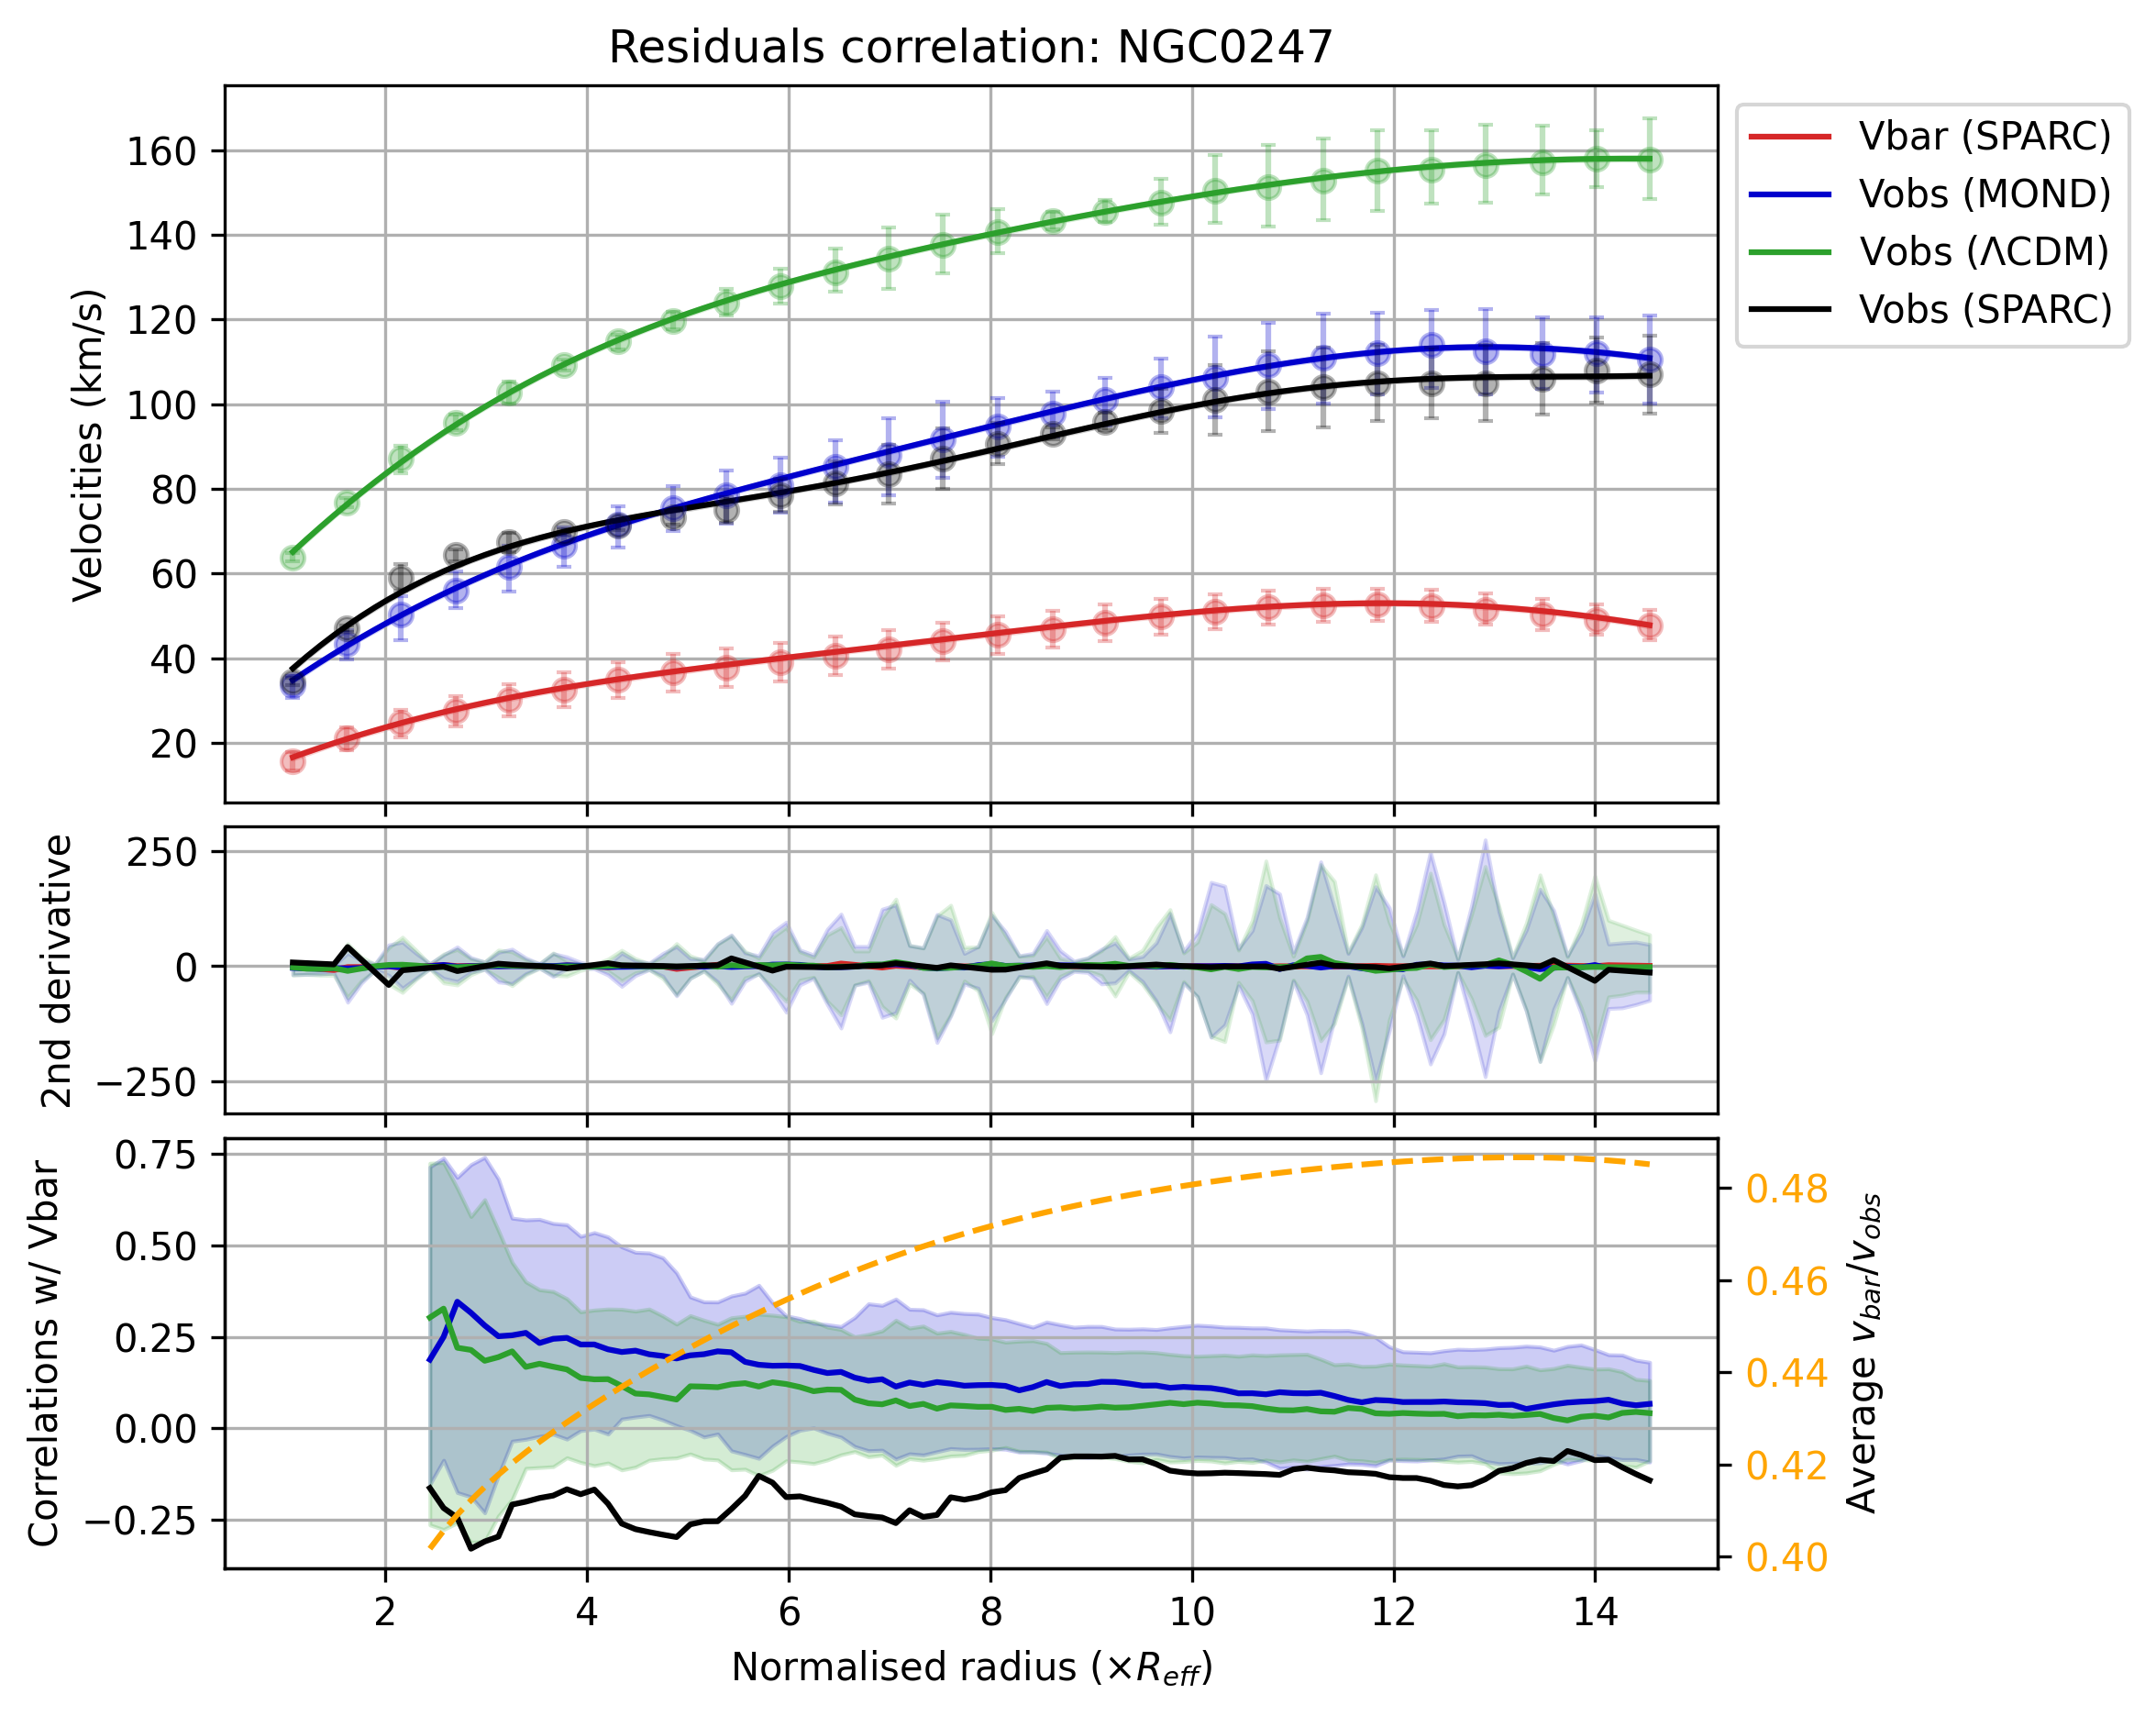 Residuals correlation: NGC0247
160
140
120
100
80
60
40
20
Velocities (km/s)
Vbar (SPARC)
Vobs (MOND)
Vobs (ΛCDM)
Vobs (SPARC)
250
0
−250
2nd derivative
0.75
0.50
0.25
0.00
−0.25
Correlations w/ Vbar
0.48
0.46
0.44
0.42
0.40
Average v_bar/v_obs
2 4 6 8 10 12 14
Normalised radius (×R_eff)